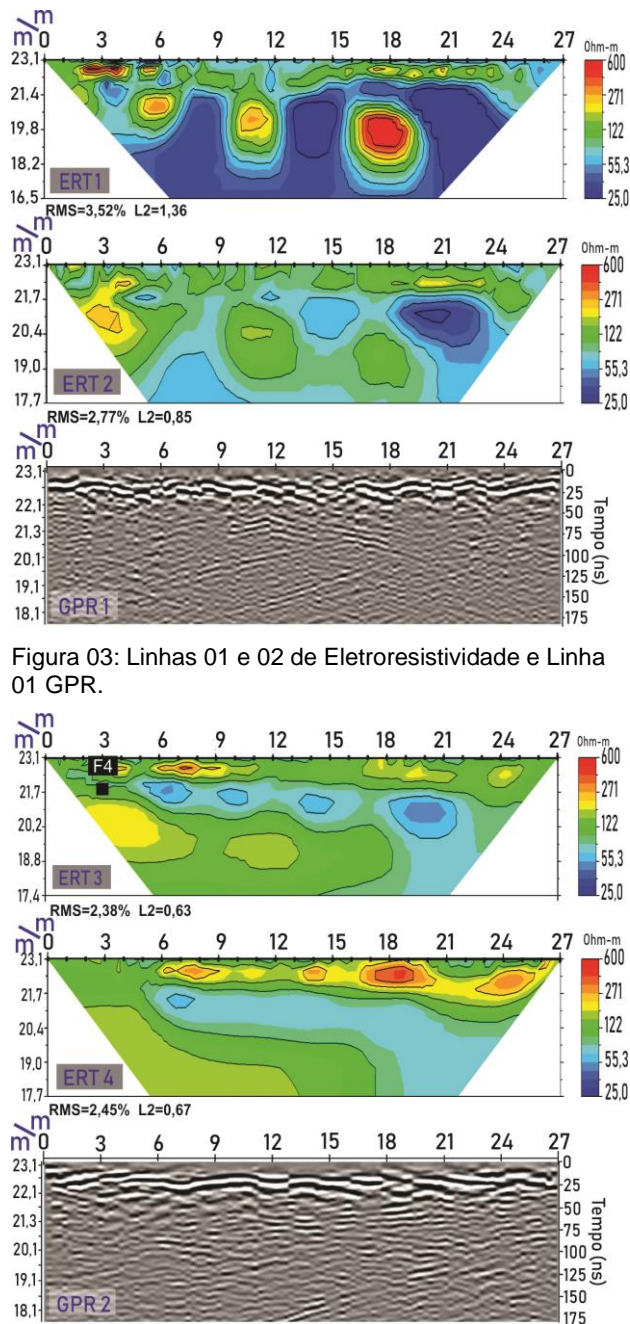 m/m
0 3 6 9 12 15 18 21 24 27
Ohm-m
23,1
21,4
19,8
18,2
16,5
600
271
122
55,3
25,0
ERT1
RMS=3,52% L2=1,36
m/m
0 3 6 9 12 15 18 21 24 27
Ohm-m
23,1
21,7
20,4
19,0
17,7
600
271
122
55,3
25,0
ERT 2
RMS=2,77% L2=0,85
m/m
0 3 6 9 12 15 18 21 24 27
23,1
22,1
21,3
20,1
19,1
18,1
0
25
50
75
100
125
150
175
Tempo (ns)
GPR 1
Figura 03: Linhas 01 e 02 de Eletroresistividade e Linha
01 GPR.
m/m
0 3 6 9 12 15 18 21 24 27
Ohm-m
23,1
21,7
20,2
18,8
17,4
600
271
122
55,3
25,0
F4
ERT 3
RMS=2,38% L2=0,63
m/m
0 3 6 9 12 15 18 21 24 27
Ohm-m
23,1
21,7
20,4
19,0
17,7
600
271
122
55,3
25,0
ERT 4
RMS=2,45% L2=0,67
m/m
0 3 6 9 12 15 18 21 24 27
23,1
22,1
21,3
20,1
19,1
18,1
0
25
50
75
100
125
150
175
Tempo (ns)
GPR 2